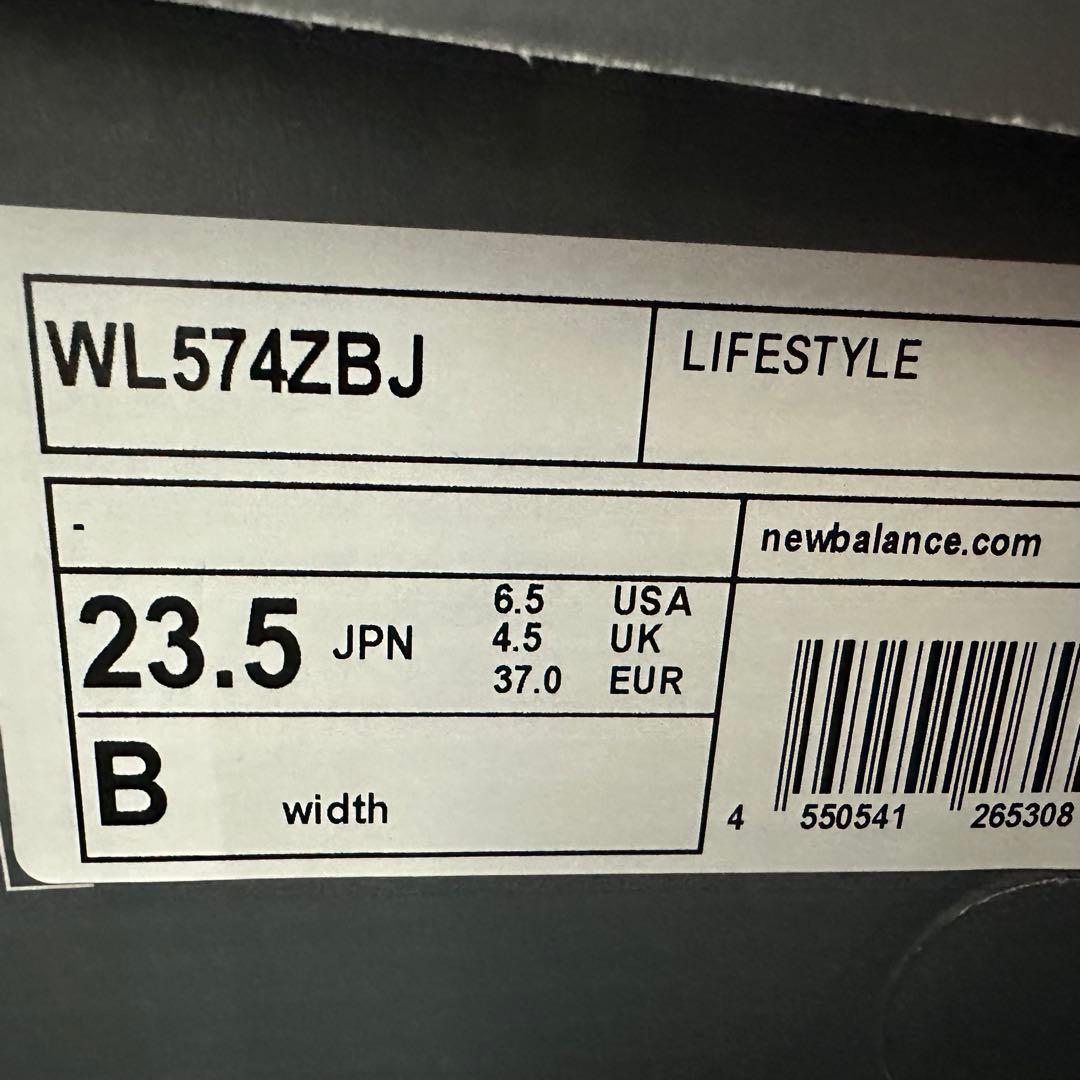 WL574ZBJ
LIFESTYLE
-
newbalance.com
23.5 JPN
6.5 USA
4.5 UK
37.0 EUR
B width
4 550541 265308